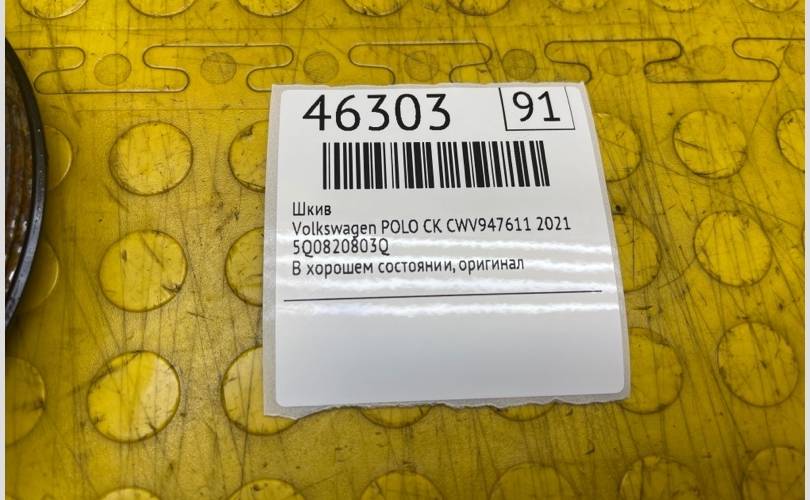 46303 91
Шкив
Volkswagen POLO CK CWV947611 2021
5Q0820803Q
В хорошем состоянии, оригинал